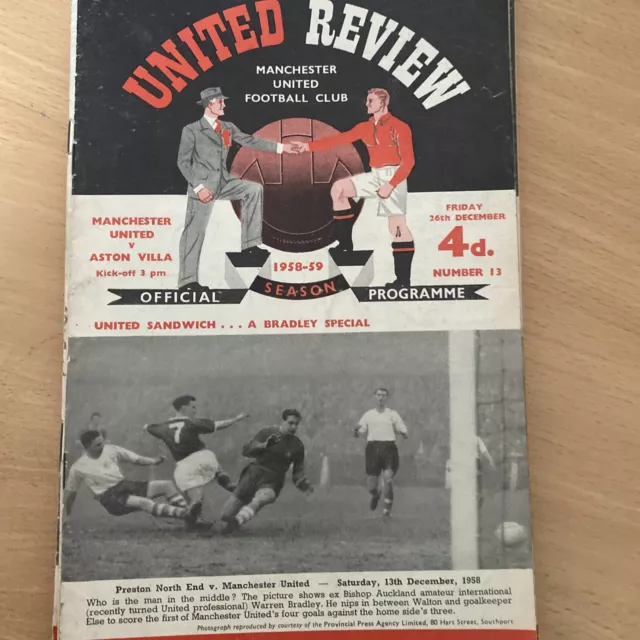 UNITED REVIEW
MANCHESTER
UNITED
FOOTBALL CLUB
MANCHESTER
UNITED
v
ASTON VILLA
Kick-off 3 pm
FRIDAY
26th DECEMBER
4d.
NUMBER 13
1958-59
OFFICIAL SEASON PROGRAMME
UNITED SANDWICH . . . A BRADLEY SPECIAL
7
Preston North End v. Manchester United — Saturday, 13th December, 1958
Who is the man in the middle? The picture shows ex Bishop Auckland amateur international
(recently turned United professional) Warren Bradley. He nips in between Walton and goalkeeper
Else to score the first of Manchester United's four goals against the home side's three.
Photograph reproduced by courtesy of the Provincial Press Agency Limited, 80 Hart Street, Southport